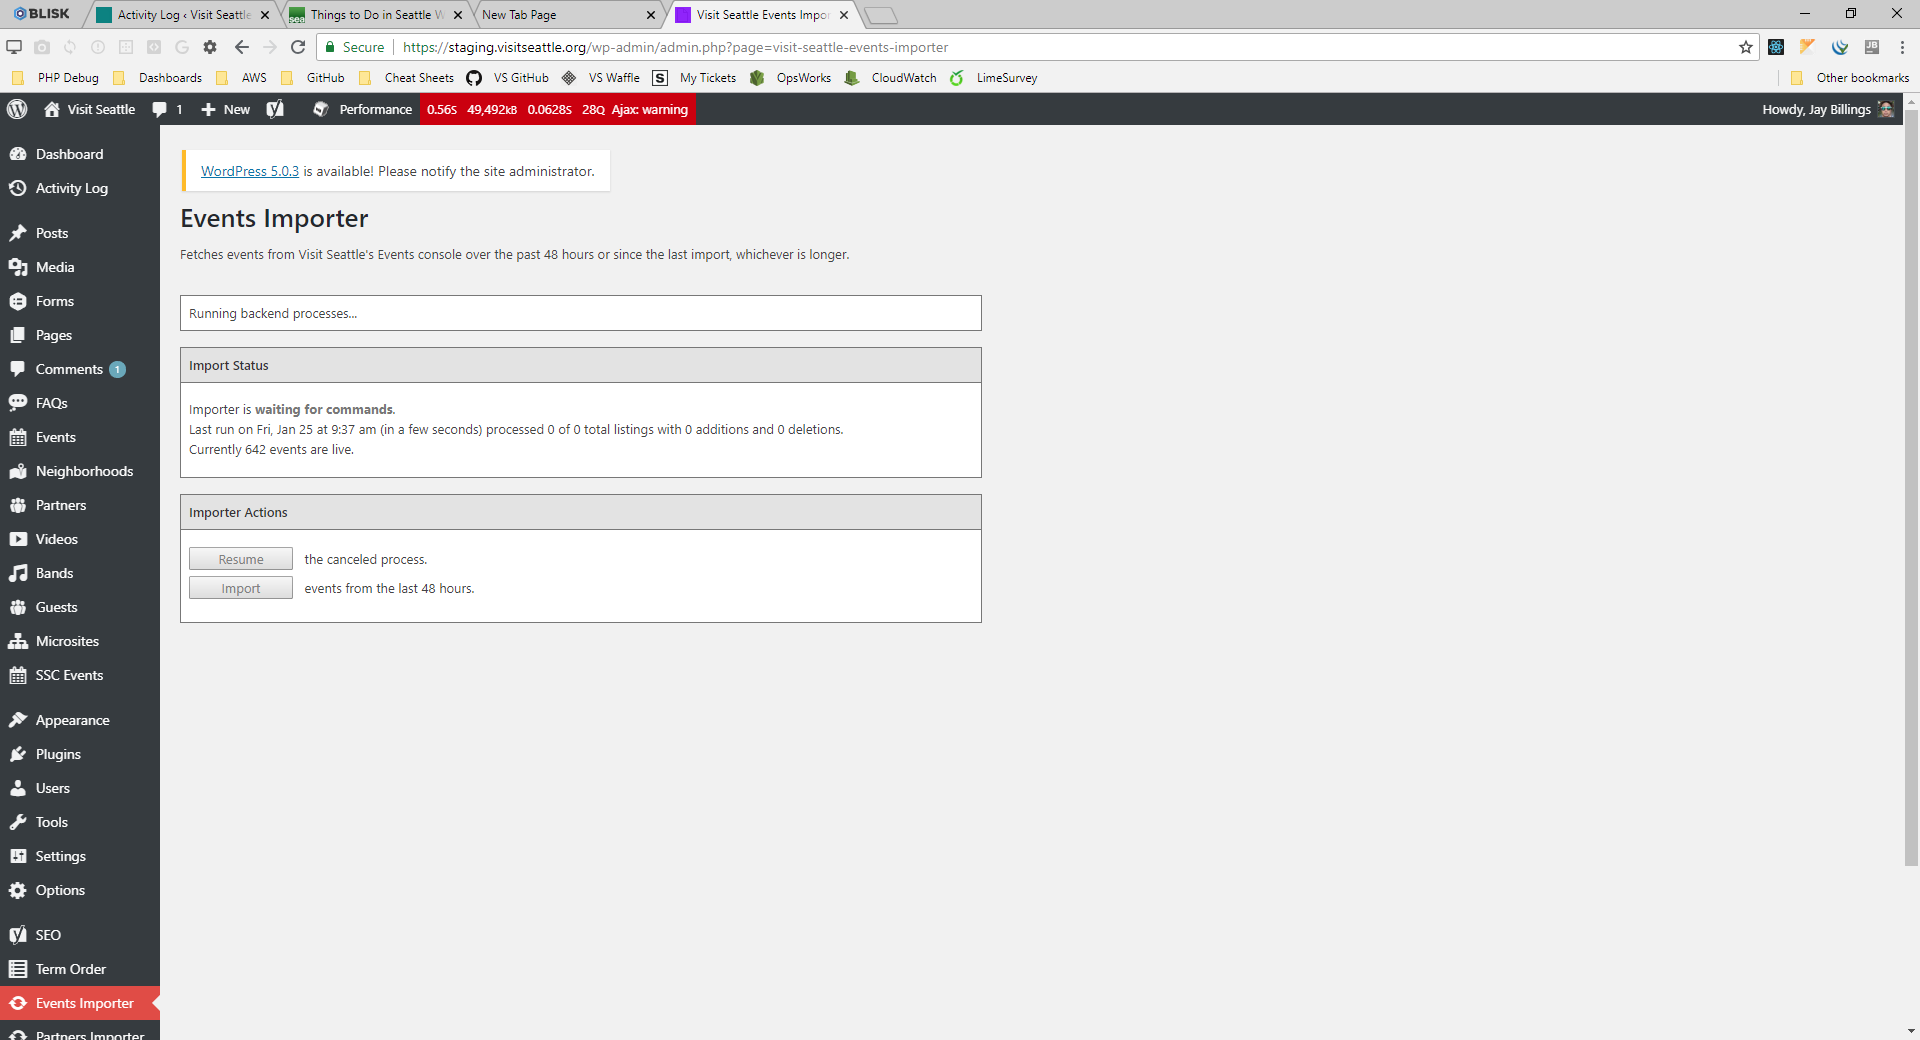 BLISK
Activity Log ‹ Visit Seattle
Things to Do in Seattle W
New Tab Page
Visit Seattle Events Impor
Secure
https://staging.visitseattle.org/wp-admin/admin.php?page=visit-seattle-events-importer
PHP Debug
Dashboards
AWS
GitHub
Cheat Sheets
VS GitHub
VS Waffle
My Tickets
OpsWorks
CloudWatch
LimeSurvey
Other bookmarks
Visit Seattle
1
New
Performance
0.56S 49,492KB 0.0628S 28Q Ajax: warning
Howdy, Jay Billings
Dashboard
Activity Log
Posts
Media
Forms
Pages
Comments 1
FAQs
Events
Neighborhoods
Partners
Videos
Bands
Guests
Microsites
SSC Events
Appearance
Plugins
Users
Tools
Settings
Options
SEO
Term Order
Events Importer
Partners Importer
WordPress 5.0.3 is available! Please notify the site administrator.
Events Importer
Fetches events from Visit Seattle's Events console over the past 48 hours or since the last import, whichever is longer.
Running backend processes...
Import Status
Importer is waiting for commands.
Last run on Fri, Jan 25 at 9:37 am (in a few seconds) processed 0 of 0 total listings with 0 additions and 0 deletions.
Currently 642 events are live.
Importer Actions
Resume the canceled process.
Import events from the last 48 hours.